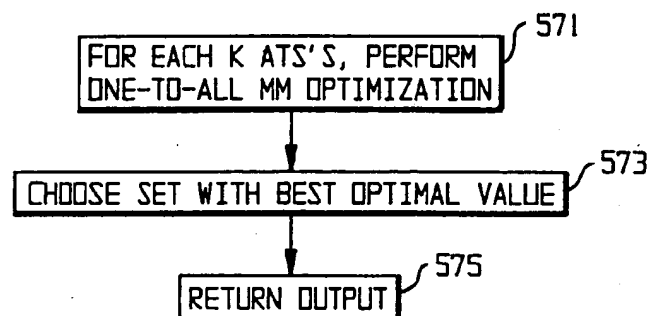 571
FOR EACH K ATS'S, PERFORM
ONE-TO-ALL MM OPTIMIZATION
573
CHOOSE SET WITH BEST OPTIMAL VALUE
575
RETURN OUTPUT